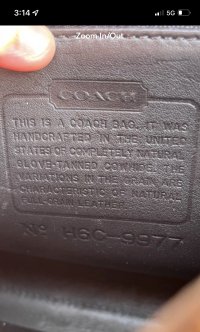 3:14
5G
Zoom In/Out
COACH
THIS IS A COACH BAG. IT WAS
HANDCRAFTED IN THE UNITED
STATES OF COMPLETELY NATURAL
GLOVE-TANNED COWHIDE. THE
VARIATIONS IN THE GRAIN ARE
CHARACTERISTIC OF NATURAL
FULL-GRAIN LEATHER.
No H6C-9977